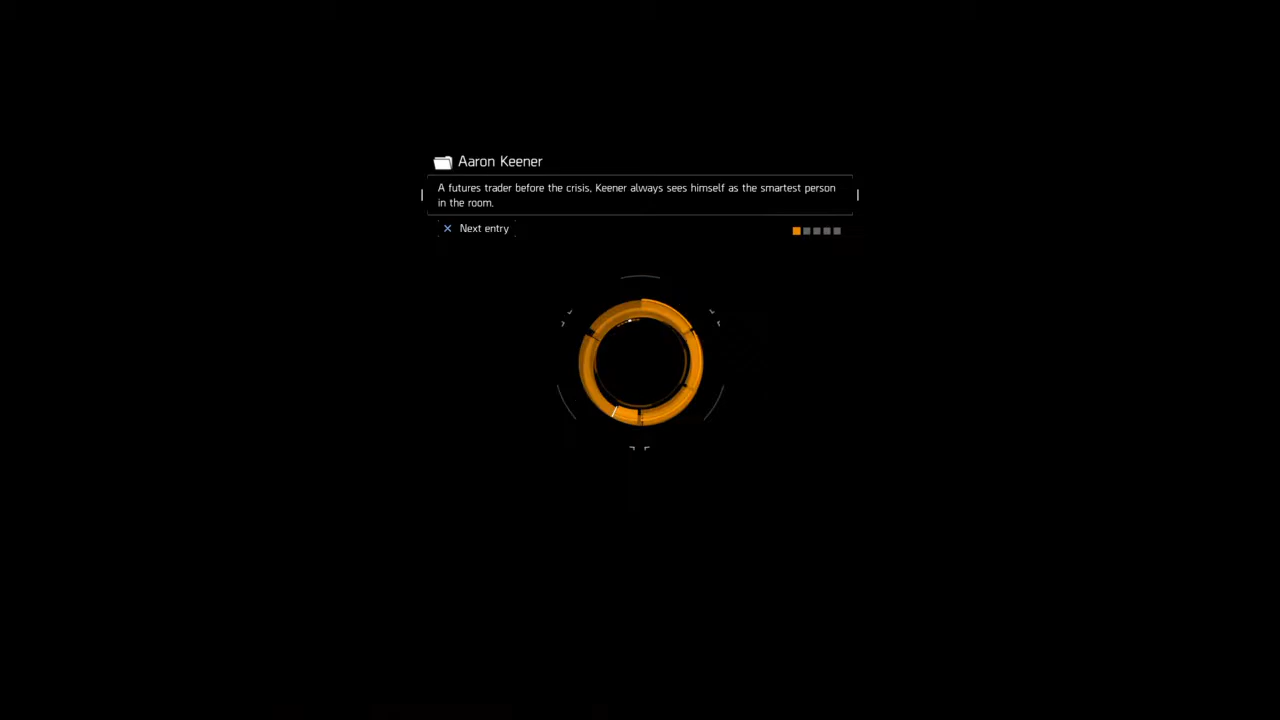 Aaron Keener
A futures trader before the crisis, Keener always sees himself as the smartest person
in the room.
Next entry